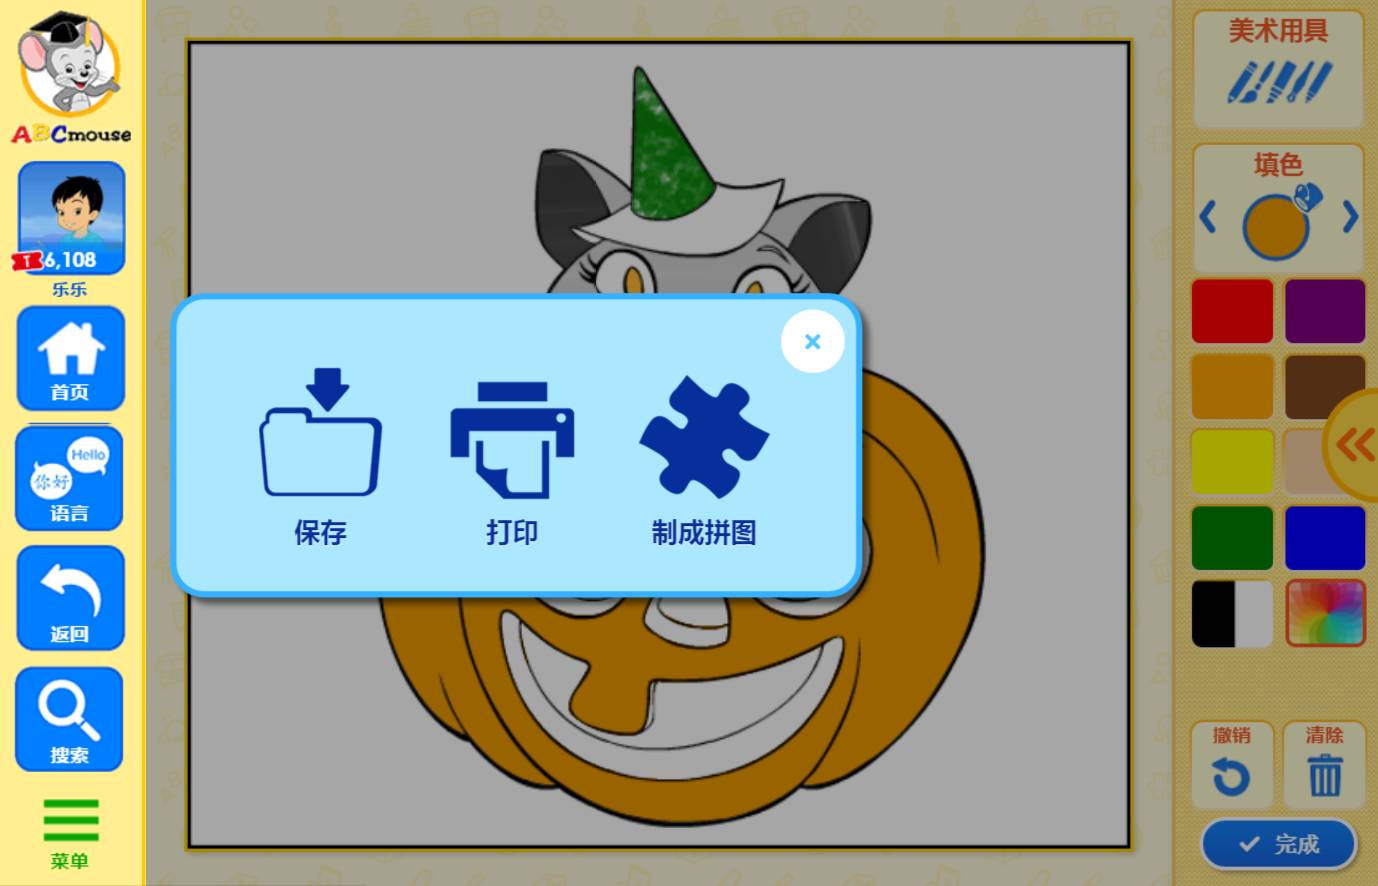 ABCmouse
T 6,108
乐乐
首页
Hello
你好
语言
返回
搜索
菜单
保存
打印
制成拼图
美术用具
填色
撤销
清除
完成